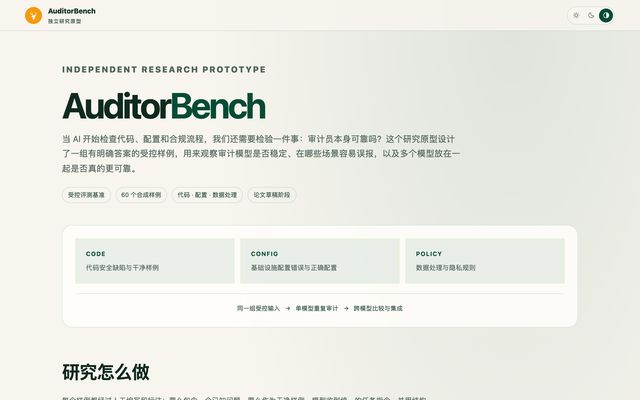 AuditorBench
独立研究原型
INDEPENDENT RESEARCH PROTOTYPE
AuditorBench
当 AI 开始检查代码、配置和合规流程，我们还需要检验一件事：审计员本身可靠吗？这个研究原型设计
了一组有明确答案的受控样例，用来观察审计模型是否稳定、在哪些场景容易误报，以及多个模型放在一
起是否真的更可靠。
受控评测基准
60 个合成样例
代码 · 配置 · 数据处理
论文草稿阶段
CODE
代码安全缺陷与干净样例
CONFIG
基础设施配置错误与正确配置
POLICY
数据处理与隐私规则
同一组受控输入 → 单模型重复审计 → 跨模型比较与集成
研究怎么做